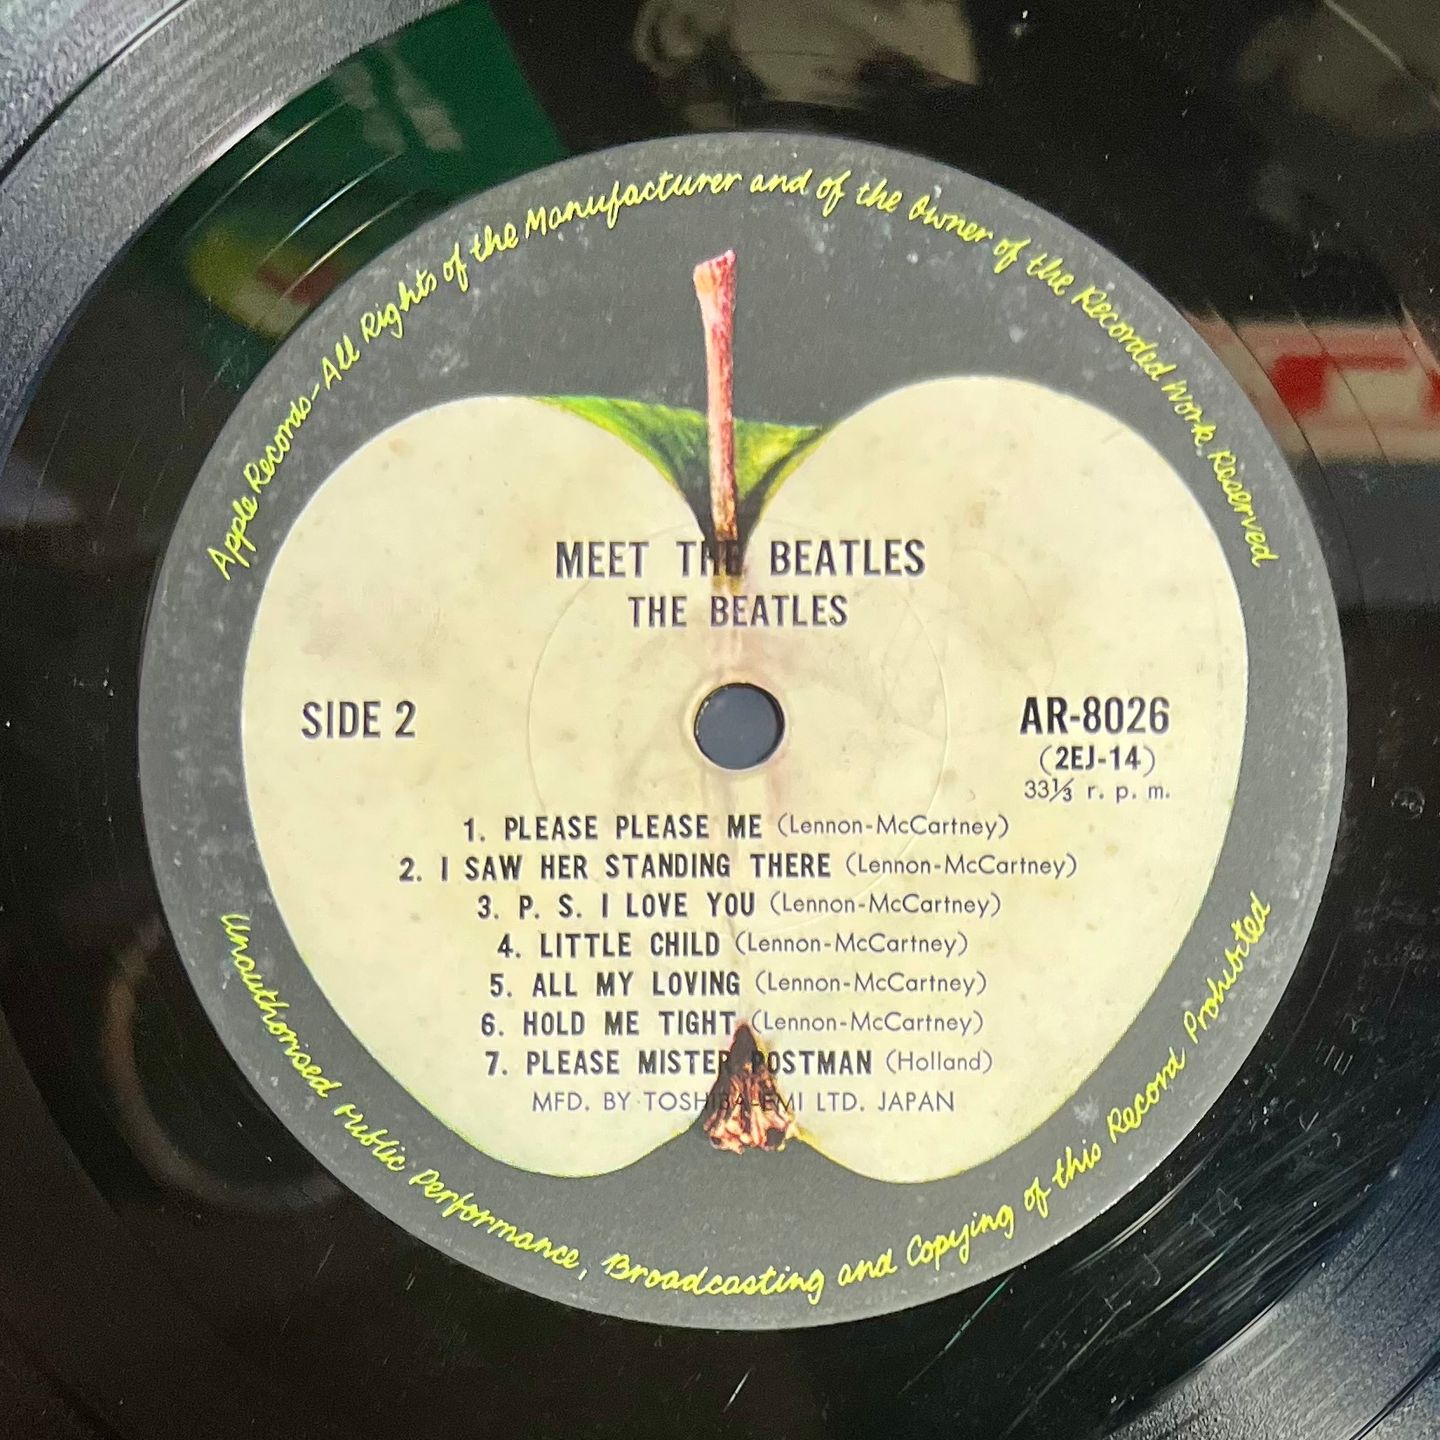 Apple Records-All Rights of the Manufacturer and of the Owner of the Recorded Work Reserved
MEET THE BEATLES
THE BEATLES
SIDE 2
AR-8026
(2EJ-14)
33⅓ r. p. m.
1. PLEASE PLEASE ME (Lennon-McCartney)
2. I SAW HER STANDING THERE (Lennon-McCartney)
3. P. S. I LOVE YOU (Lennon-McCartney)
4. LITTLE CHILD (Lennon-McCartney)
5. ALL MY LOVING (Lennon-McCartney)
6. HOLD ME TIGHT (Lennon-McCartney)
7. PLEASE MISTER POSTMAN (Holland)
MFD. BY TOSHIBA-EMI LTD. JAPAN
Unauthorised Public Performance, Broadcasting and Copying of this Record Prohibited